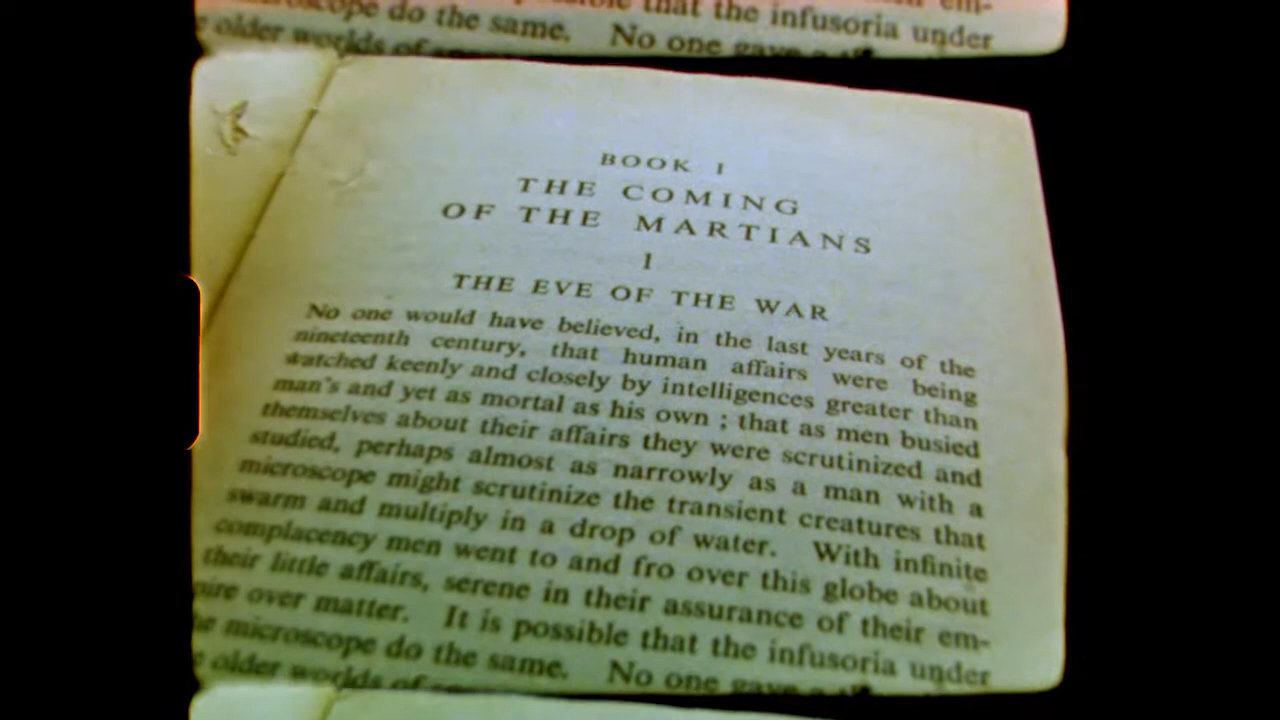 microscope do the same. No one gave a
older worlds of
BOOK I
THE COMING
OF THE MARTIANS
I
THE EVE OF THE WAR
No one would have believed, in the last years of the
nineteenth century, that human affairs were being
watched keenly and closely by intelligences greater than
man's and yet as mortal as his own ; that as men busied
themselves about their affairs they were scrutinized and
studied, perhaps almost as narrowly as a man with a
microscope might scrutinize the transient creatures that
swarm and multiply in a drop of water. With infinite
complacency men went to and fro over this globe about
their little affairs, serene in their assurance of their em-
pire over matter. It is possible that the infusoria under
the microscope do the same. No one gave a
older worlds of